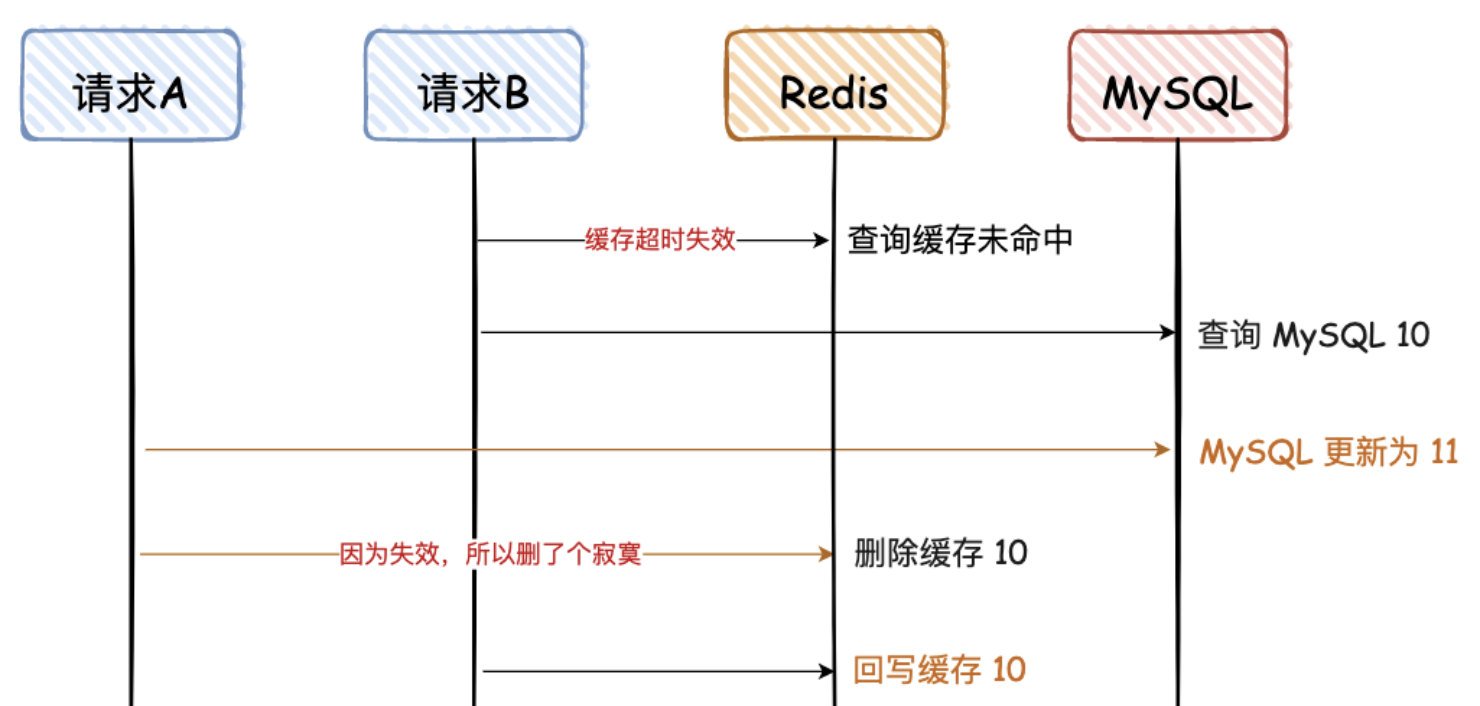 请求A
请求B
Redis
MySQL
缓存超时失效
查询缓存未命中
查询 MySQL 10
MySQL 更新为 11
因为失效，所以删了个寂寞
删除缓存 10
回写缓存 10